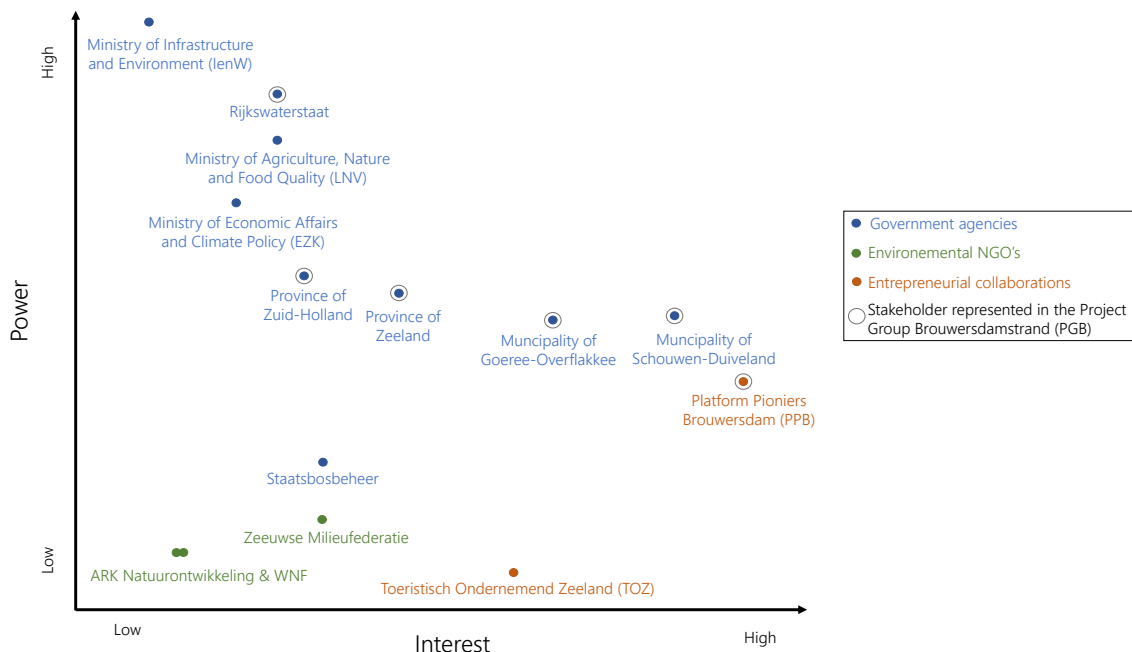 High
Ministry of Infrastructure
and Environment (IenW)
Rijkswaterstaat
Ministry of Agriculture, Nature
and Food Quality (LNV)
Ministry of Economic Affairs
and Climate Policy (EZK)
Power
Province of
Zuid-Holland
Province of
Zeeland
Muncipality of
Goeree-Overflakkee
Muncipality of
Schouwen-Duiveland
Platform Pioniers
Brouwersdam (PPB)
Staatsbosbeheer
Zeeuwse Milieufederatie
ARK Natuurontwikkeling & WNF
Toeristisch Ondernemend Zeeland (TOZ)
Low
Low
Interest
High
Government agencies
Environemental NGO's
Entrepreneurial collaborations
Stakeholder represented in the Project
Group Brouwersdamstrand (PGB)